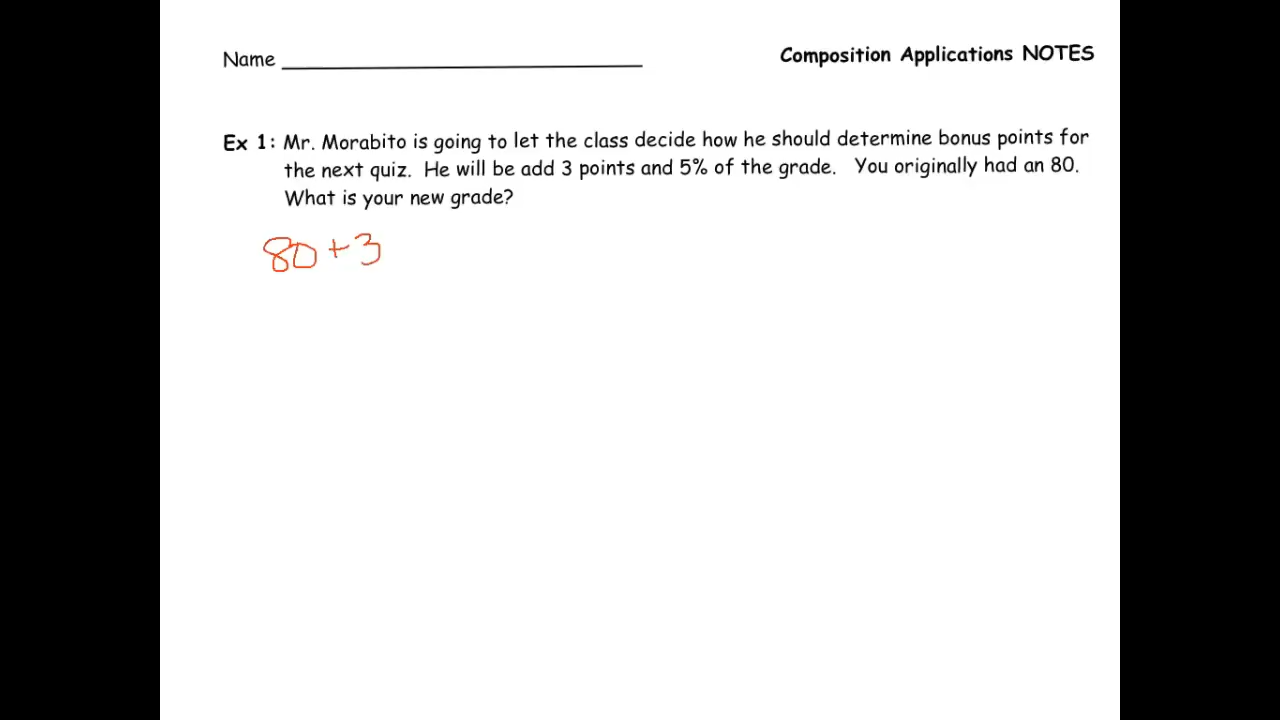 Name
Composition Applications NOTES
Ex 1: Mr. Morabito is going to let the class decide how he should determine bonus points for
the next quiz. He will be add 3 points and 5% of the grade. You originally had an 80.
What is your new grade?
80 + 3